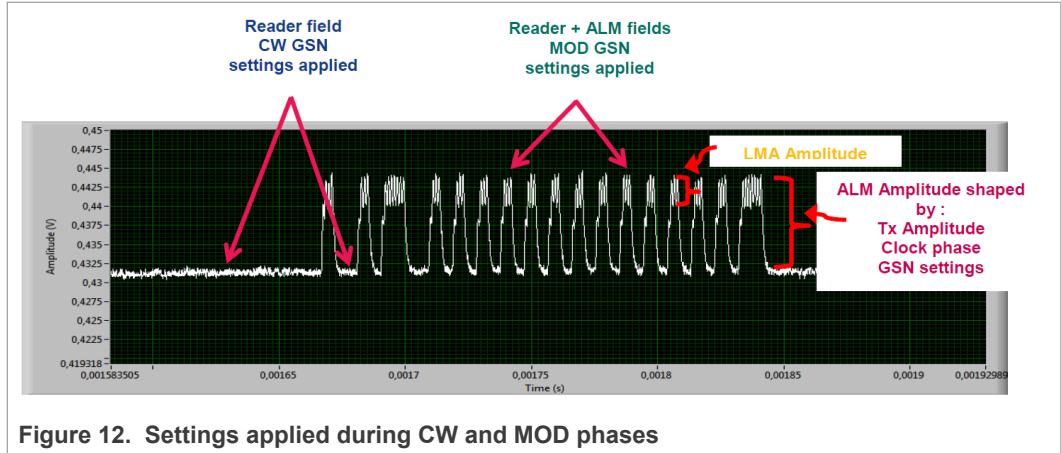 Reader field
CW GSN
settings applied
Reader + ALM fields
MOD GSN
settings applied
LMA Amplitude
ALM Amplitude shaped
by :
Tx Amplitude
Clock phase
GSN settings
Amplitude (V)
0,45
0,4475
0,445
0,4425
0,44
0,4375
0,435
0,4325
0,43
0,4275
0,425
0,4225
0,419318
0,001583505
0,00165
0,0017
0,00175
0,0018
0,00185
0,0019
0,00192989
Time (s)
Figure 12. Settings applied during CW and MOD phases